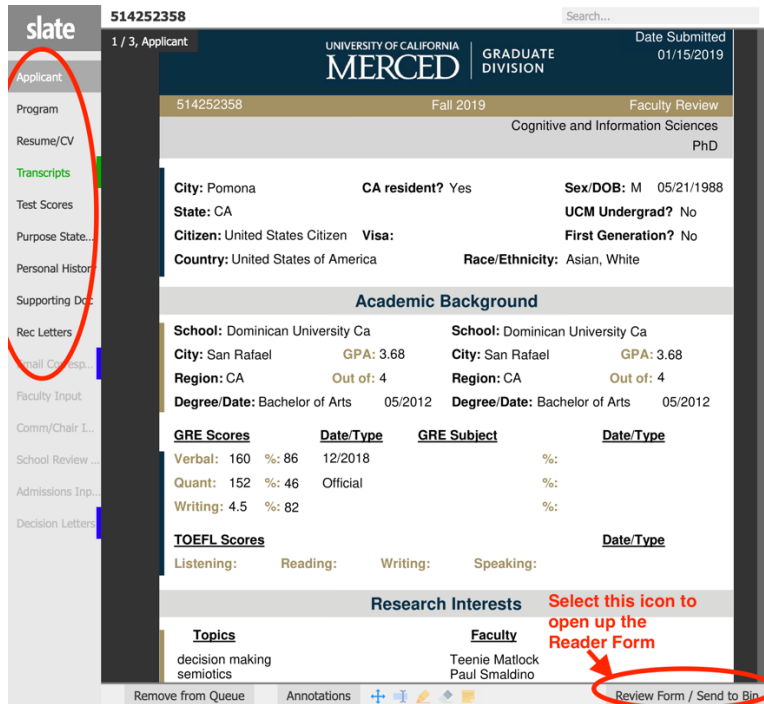 slate
514252358
Search...
1 / 3, Applicant
Applicant
Program
Resume/CV
Transcripts
Test Scores
Purpose State...
Personal History
Supporting Doc
Rec Letters
Email Corresp...
Faculty Input
Comm/Chair I...
School Review ...
Admissions Inp...
Decision Letters
UNIVERSITY OF CALIFORNIA
MERCED
GRADUATE
DIVISION
Date Submitted
01/15/2019
514252358 Fall 2019 Faculty Review
Cognitive and Information Sciences
PhD
City: Pomona CA resident? Yes Sex/DOB: M 05/21/1988
State: CA UCM Undergrad? No
Citizen: United States Citizen Visa: First Generation? No
Country: United States of America Race/Ethnicity: Asian, White
Academic Background
School: Dominican University Ca School: Dominican University Ca
City: San Rafael GPA: 3.68 City: San Rafael GPA: 3.68
Region: CA Out of: 4 Region: CA Out of: 4
Degree/Date: Bachelor of Arts 05/2012 Degree/Date: Bachelor of Arts 05/2012
GRE Scores Date/Type GRE Subject Date/Type
Verbal: 160 %: 86 12/2018 %:
Quant: 152 %: 46 Official %:
Writing: 4.5 %: 82 %:
TOEFL Scores Date/Type
Listening: Reading: Writing: Speaking:
Research Interests
Topics Faculty
decision making Teenie Matlock
semiotics Paul Smaldino
Select this icon to
open up the
Reader Form
Remove from Queue Annotations Review Form / Send to Bin